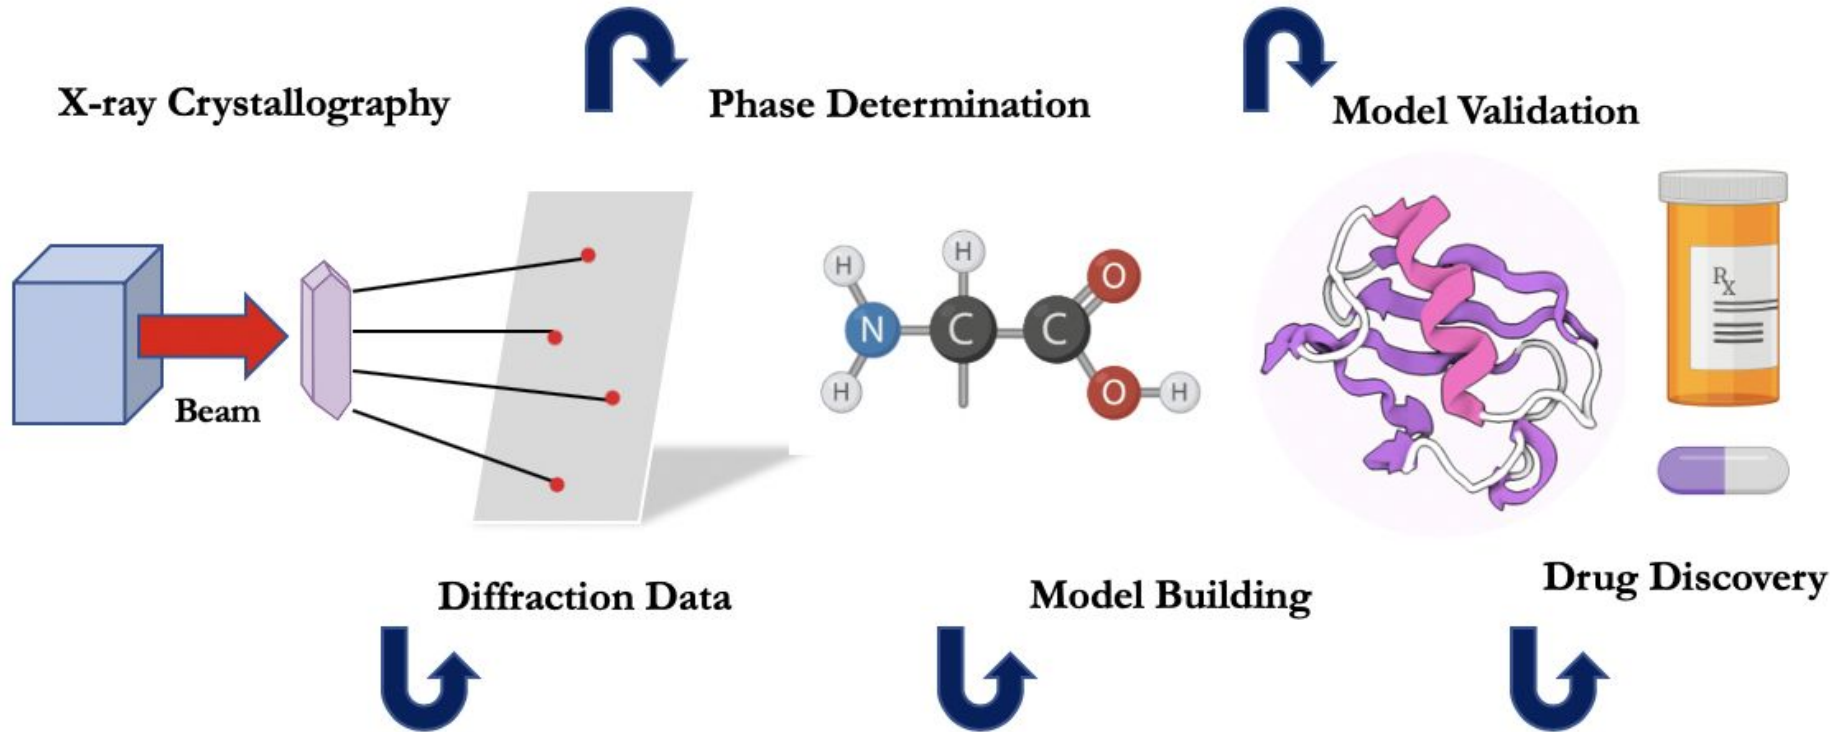 X-ray Crystallography
Phase Determination
Model Validation
Beam
H
H
N
C
C
O
H
O
H
Rx
Diffraction Data
Model Building
Drug Discovery